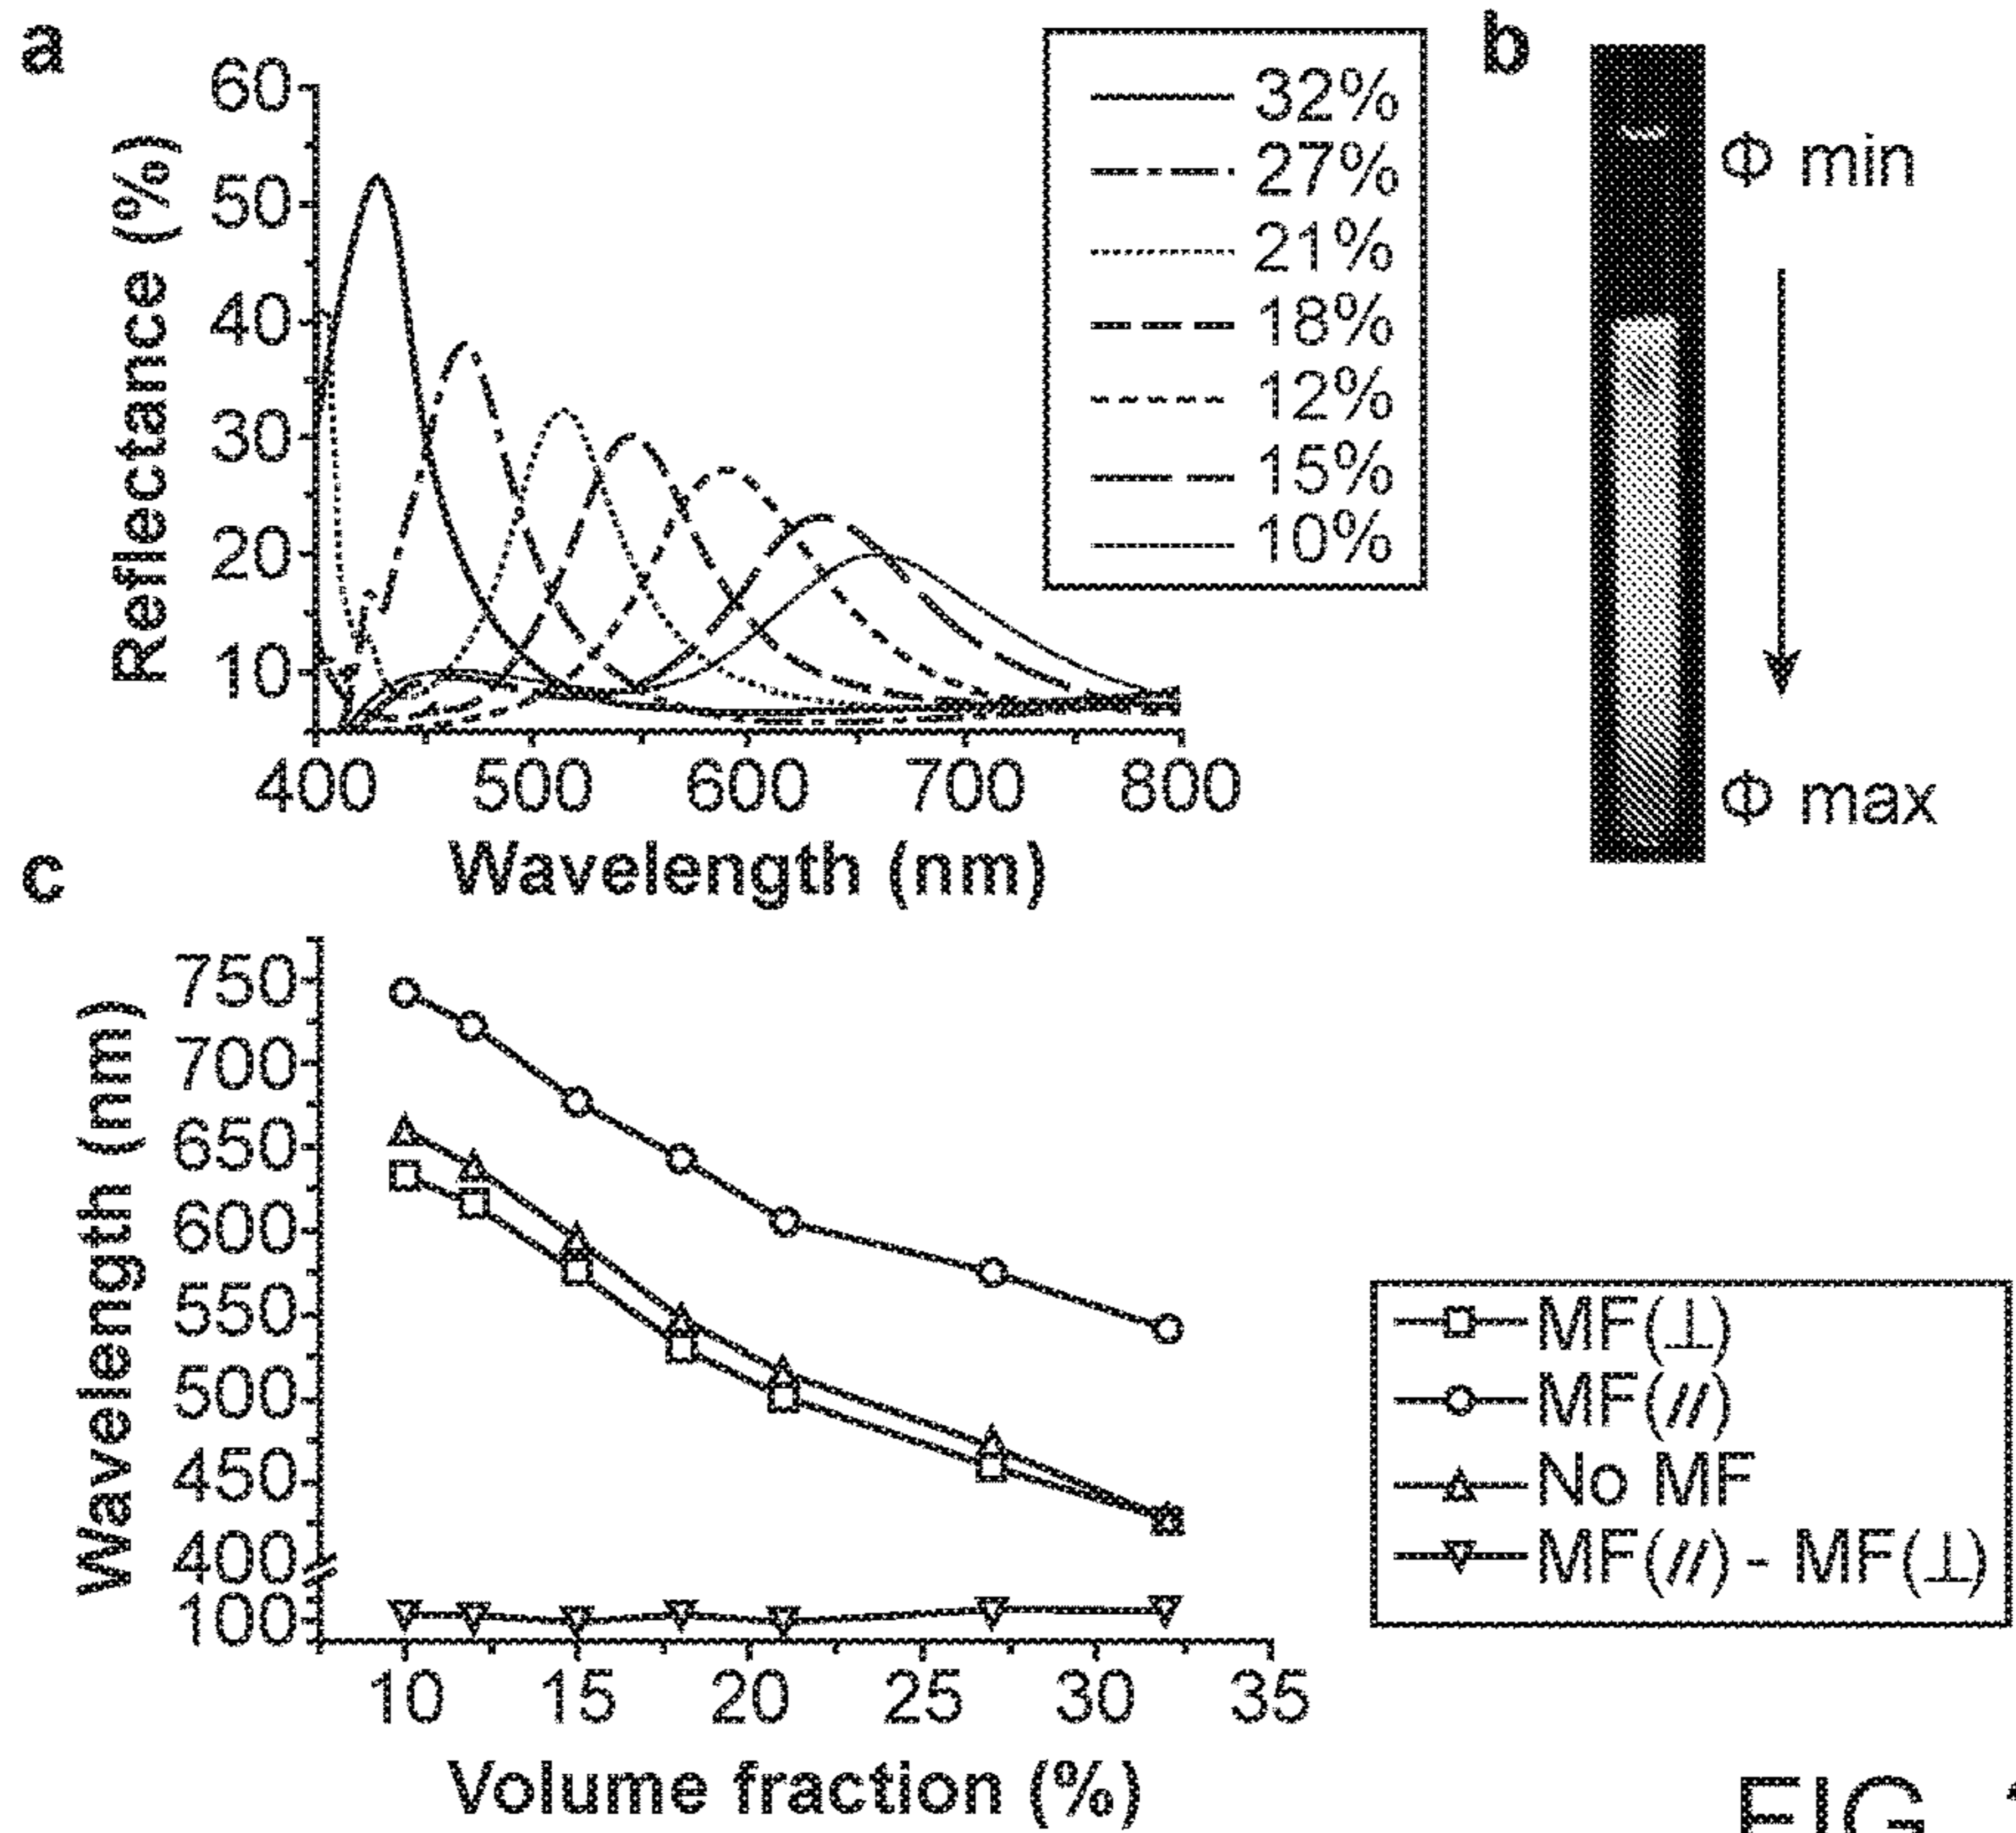 a
60
50
40
30
20
10
Reflectance (%)
400 500 600 700 800
Wavelength (nm)
32%
27%
21%
18%
12%
15%
10%
b
Φ min
Φ max
c
750
700
650
600
550
500
450
400
100
Wavelength (nm)
10 15 20 25 30 35
Volume fraction (%)
MF(⊥)
MF(//)
No MF
MF(//) - MF(⊥)
FIG.